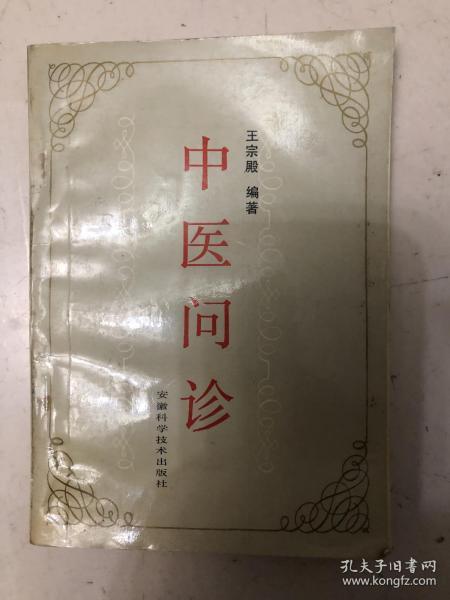 王宗殿 编著
中医问诊
安徽科学技术出版社
孔夫子旧书网
www.kongfz.com